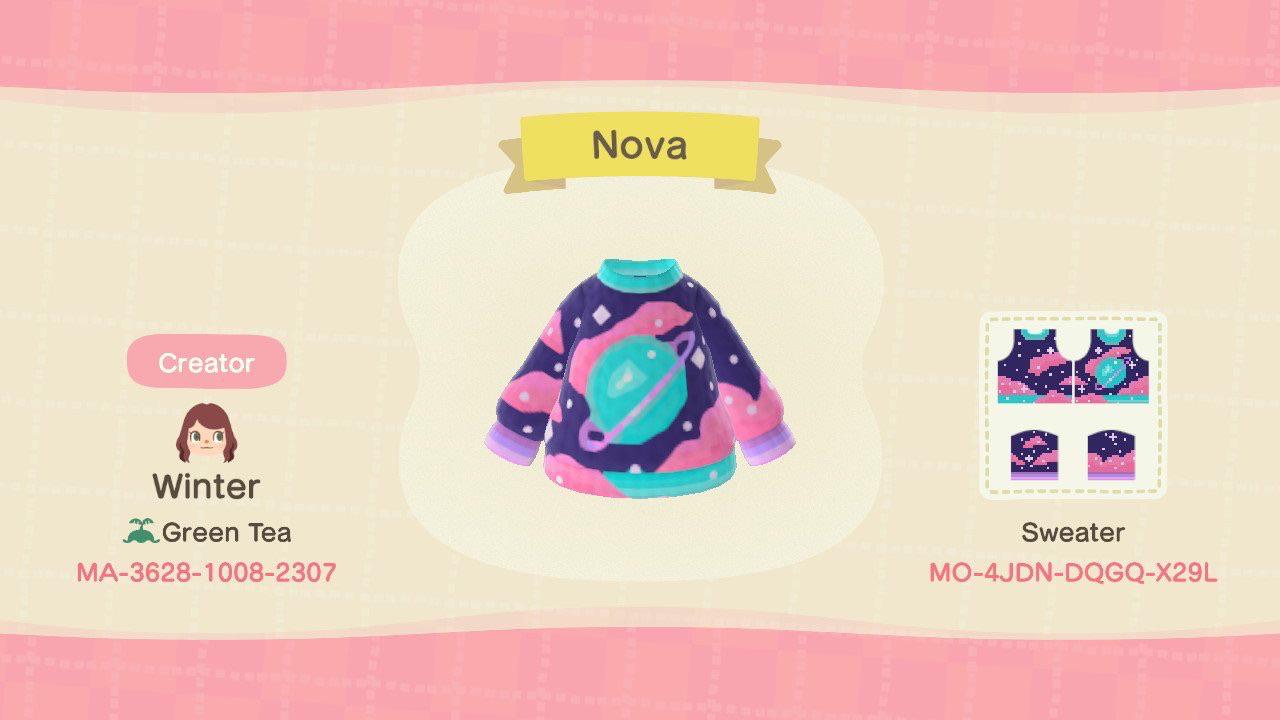 Nova
Creator
Winter
Green Tea
MA-3628-1008-2307
Sweater
MO-4JDN-DQGQ-X29L